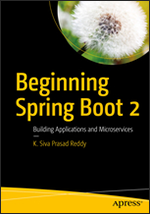 Beginning
Spring Boot 2
Building Applications and Microservices
—
K. Siva Prasad Reddy
Apress®